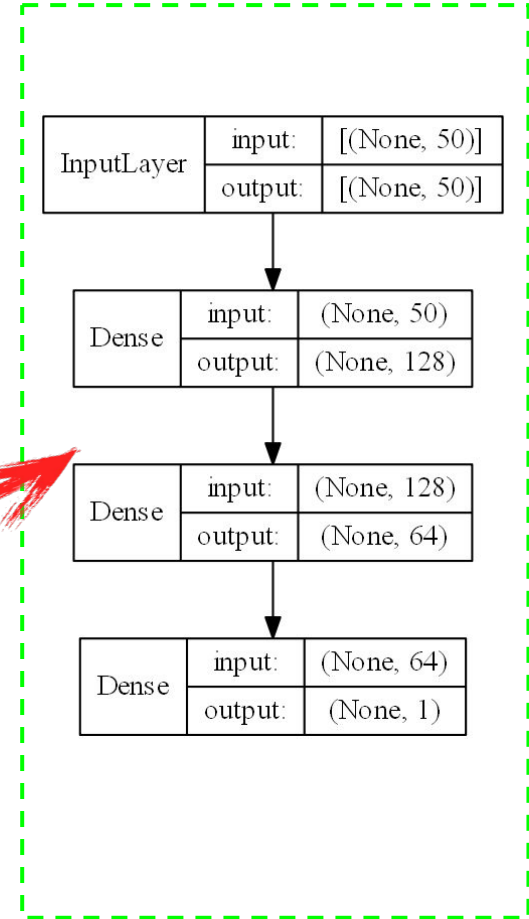 InputLayer input: [(None, 50)]
output: [(None, 50)]
Dense input: (None, 50)
output: (None, 128)
Dense input: (None, 128)
output: (None, 64)
Dense input: (None, 64)
output: (None, 1)